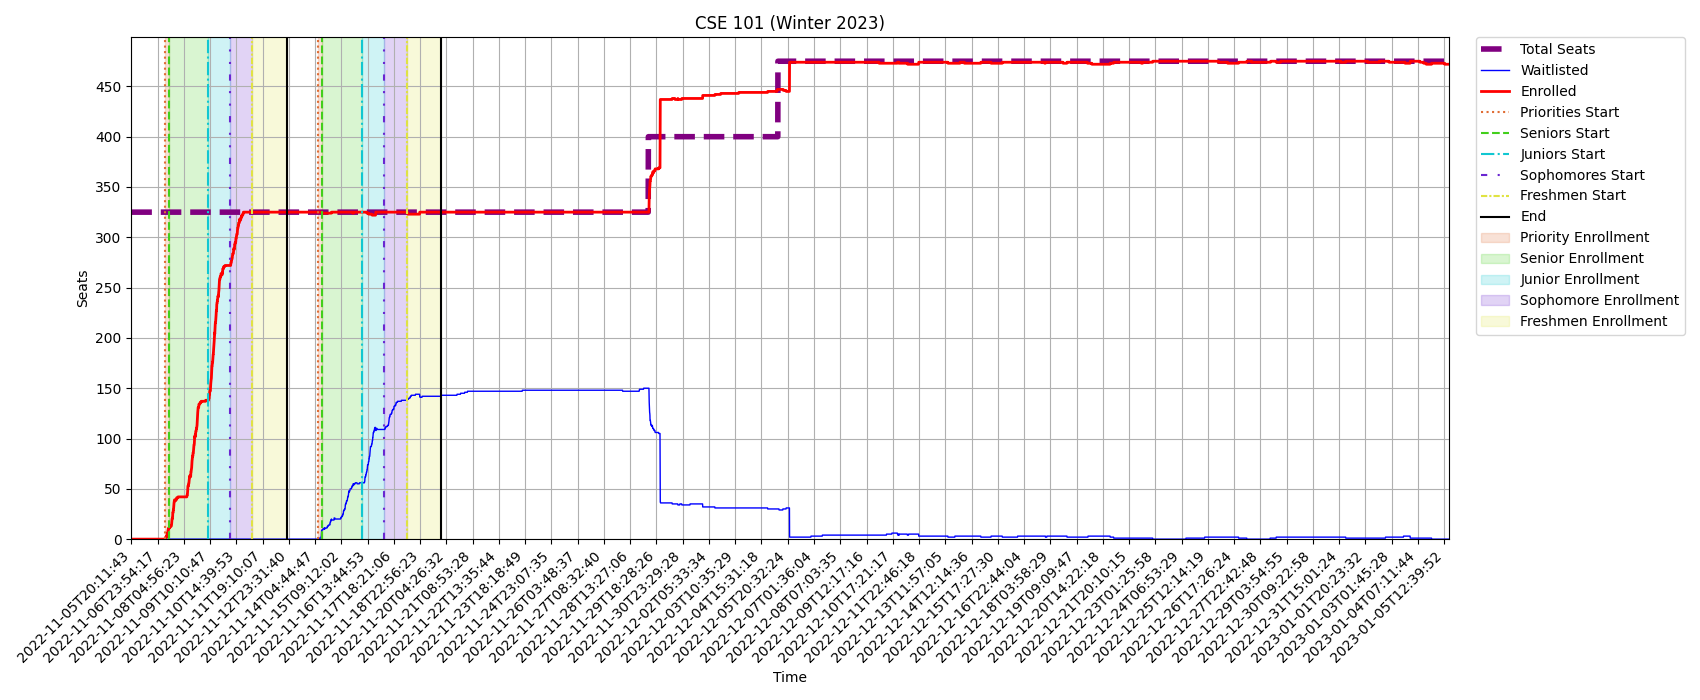 CSE 101 (Winter 2023)
Seats
450
400
350
300
250
200
150
100
50
0
2022-11-05T20:11:43
2022-11-06T23:54:17
2022-11-08T04:56:23
2022-11-09T10:10:47
2022-11-10T14:39:53
2022-11-11T19:10:07
2022-11-12T23:31:40
2022-11-14T04:44:47
2022-11-15T09:12:02
2022-11-16T13:44:53
2022-11-17T18:21:06
2022-11-18T22:56:23
2022-11-20T04:26:32
2022-11-21T08:53:28
2022-11-22T13:35:44
2022-11-23T18:18:49
2022-11-24T23:07:35
2022-11-26T03:48:37
2022-11-27T08:32:40
2022-11-28T13:27:06
2022-11-29T18:28:26
2022-11-30T23:29:28
2022-12-02T05:33:34
2022-12-03T10:35:29
2022-12-04T15:31:18
2022-12-05T20:32:24
2022-12-07T01:36:04
2022-12-08T07:03:35
2022-12-09T12:17:16
2022-12-10T17:21:17
2022-12-11T22:46:18
2022-12-13T11:57:05
2022-12-14T12:14:36
2022-12-15T17:27:30
2022-12-16T22:44:04
2022-12-18T03:58:29
2022-12-19T09:09:47
2022-12-20T14:22:18
2022-12-21T20:10:15
2022-12-23T01:25:58
2022-12-24T06:53:29
2022-12-25T12:14:19
2022-12-26T17:26:24
2022-12-27T22:42:48
2022-12-29T03:54:55
2022-12-30T09:22:58
2022-12-31T15:01:24
2023-01-01T20:23:32
2023-01-03T01:45:28
2023-01-04T07:11:44
2023-01-05T12:39:52
Time
Total Seats
Waitlisted
Enrolled
Priorities Start
Seniors Start
Juniors Start
Sophomores Start
Freshmen Start
End
Priority Enrollment
Senior Enrollment
Junior Enrollment
Sophomore Enrollment
Freshmen Enrollment